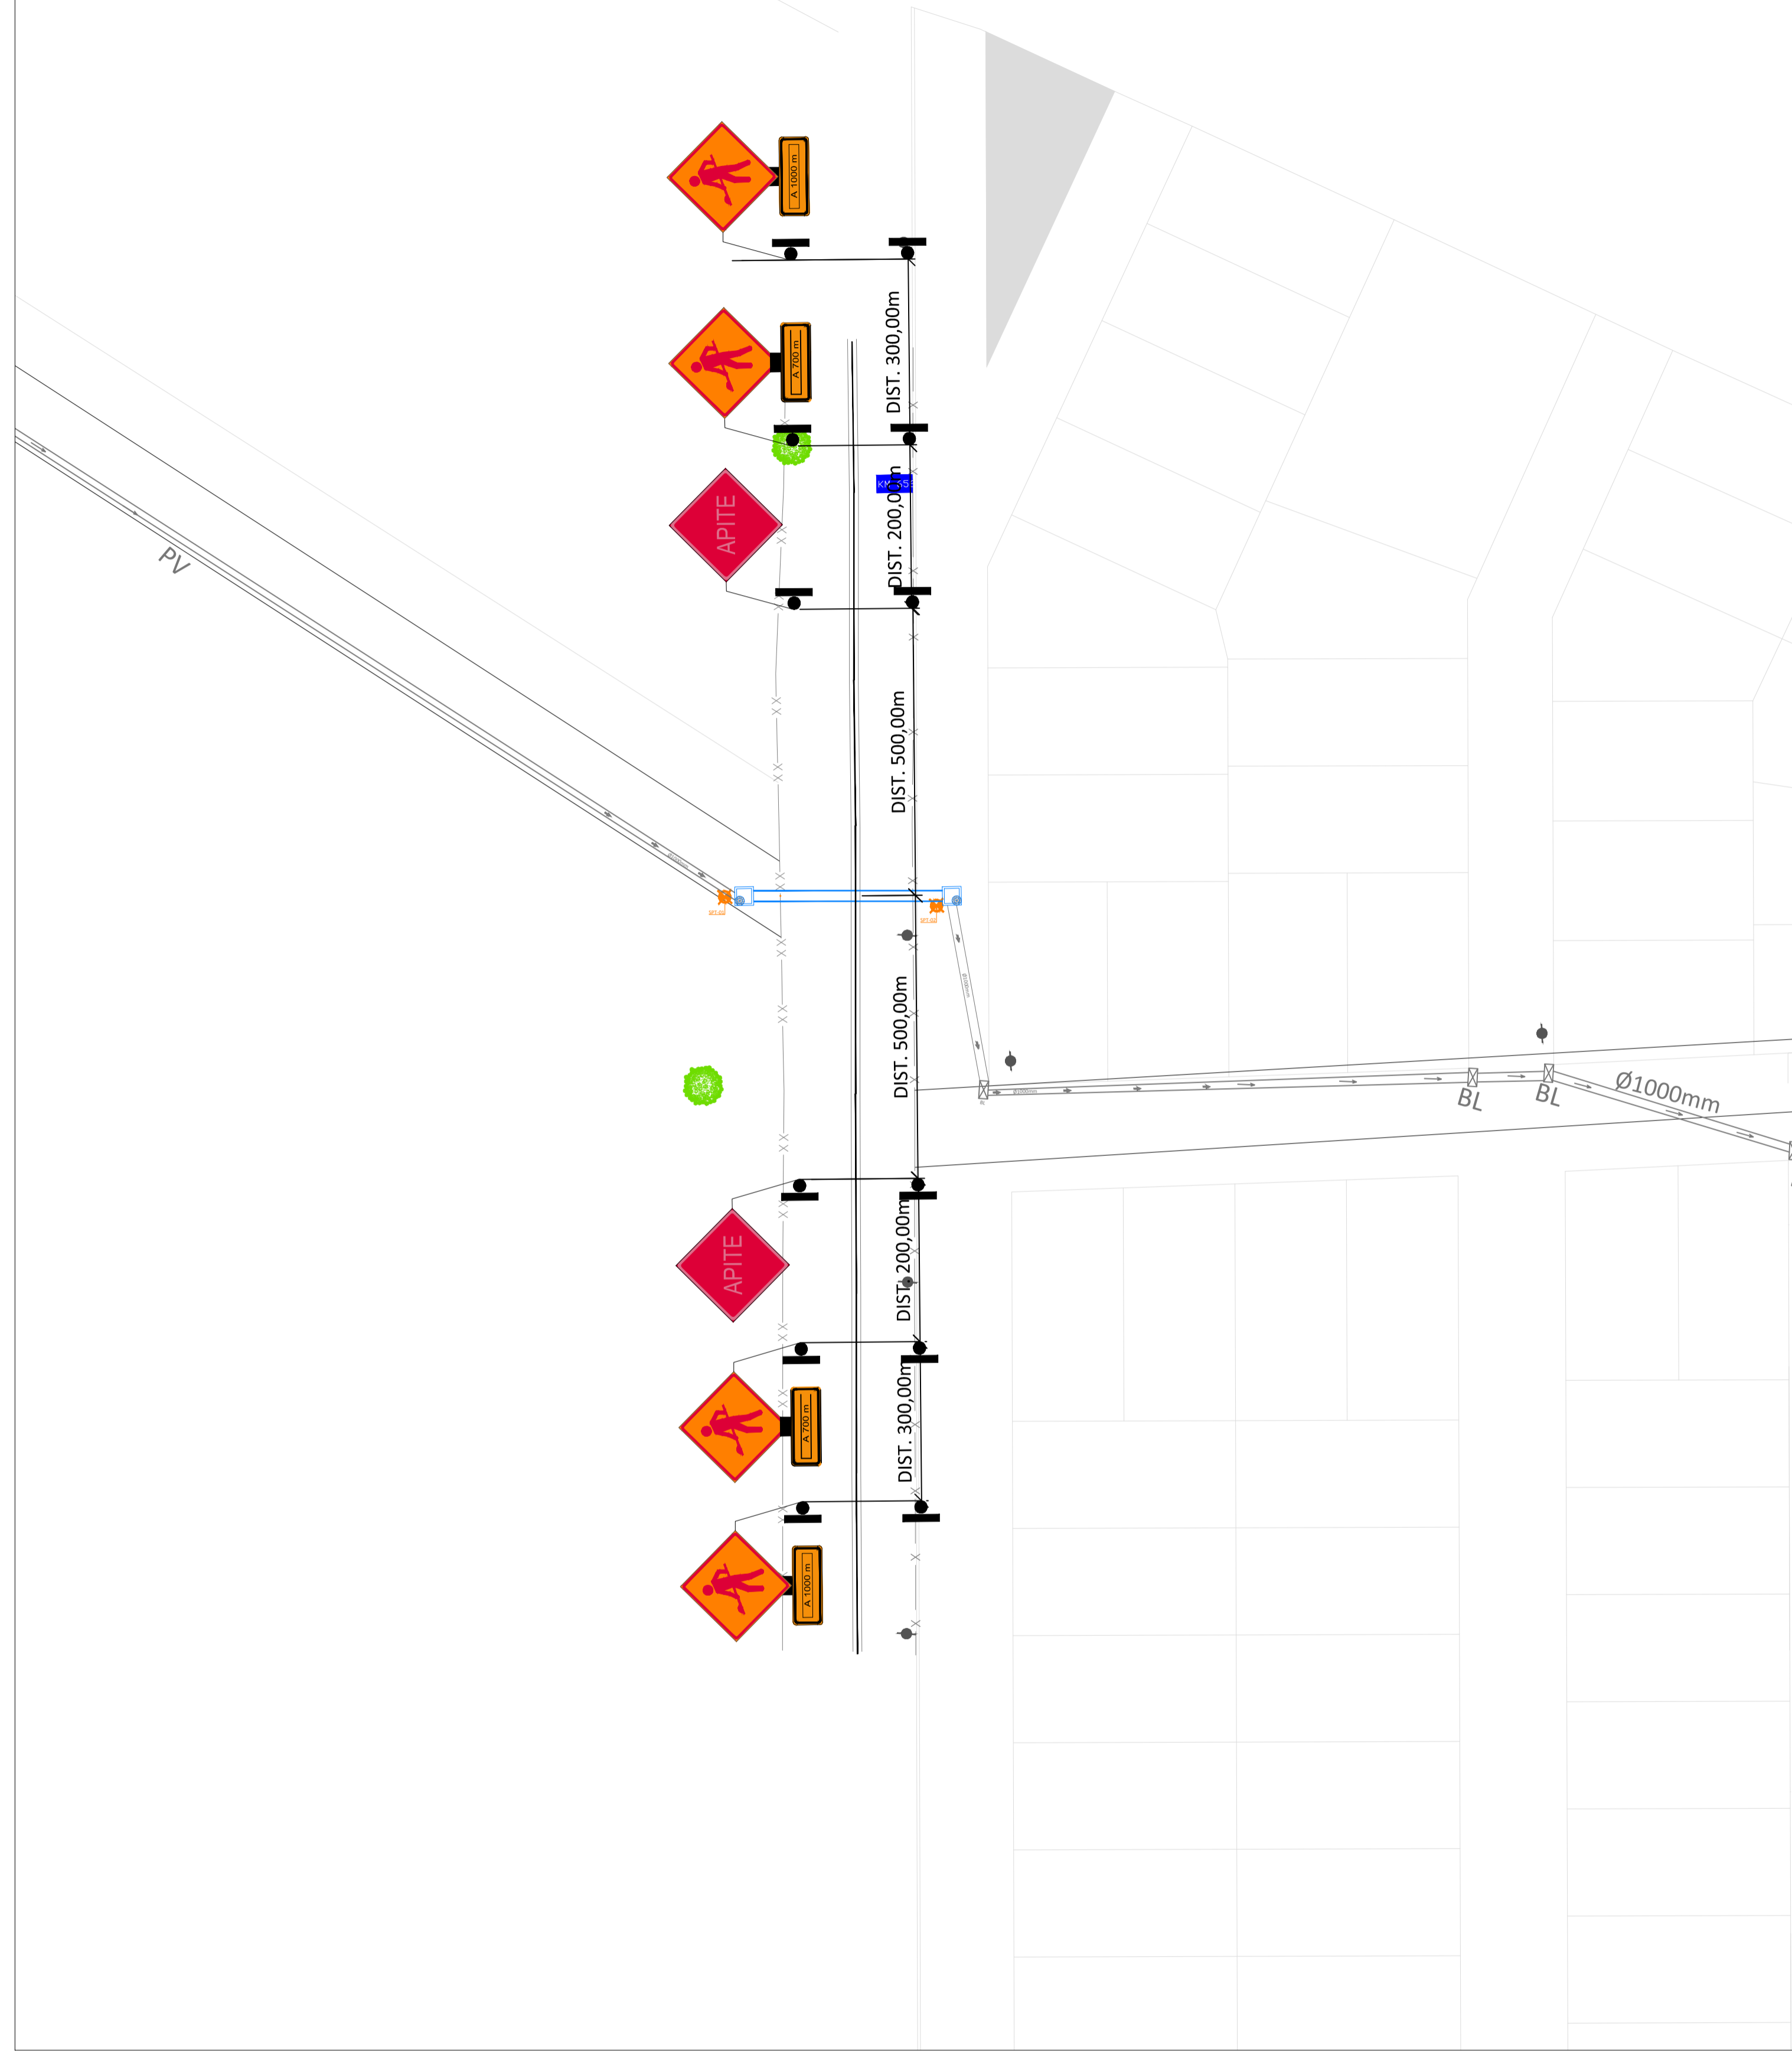 A 1000 m
DIST. 300,00m
A 700 m
DIST. 200,00m
APITE
PV
DIST. 500,00m
DIST. 500,00m
Ø1000mm
BL
BL
DIST. 200,00m
APITE
DIST. 300,00m
A 700 m
A 1000 m